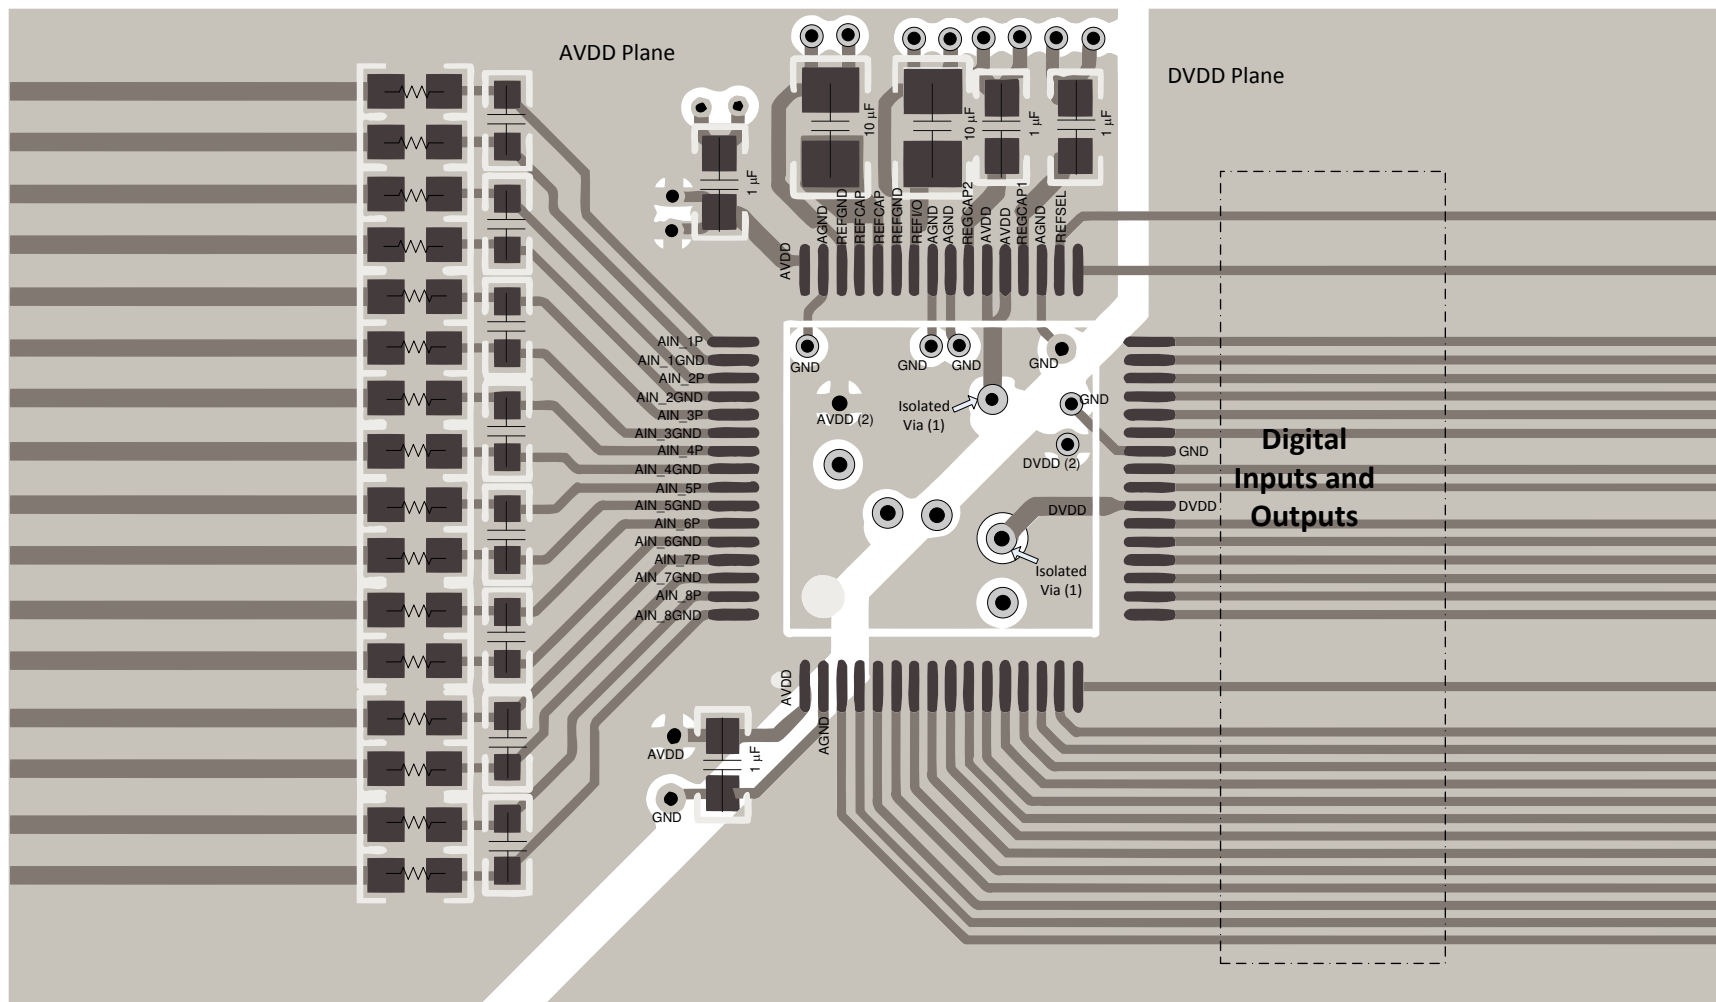 AVDD Plane
DVDD Plane
10 µF
10 µF
1 µF
1 µF
1 µF
AVDD
AGND
REFGND
REFCAP
REFCAP
REFGND
REFI/O
AGND
AGND
REGCAP2
AVDD
AVDD
REGCAP1
AGND
REFSEL
AIN_1P
AIN_1GND
AIN_2P
AIN_2GND
AIN_3P
AIN_3GND
AIN_4P
AIN_4GND
AIN_5P
AIN_5GND
AIN_6P
AIN_6GND
AIN_7P
AIN_7GND
AIN_8P
AIN_8GND
GND
GND
GND
GND
AVDD (2)
Isolated
Via (1)
GND
DVDD (2)
GND
DVDD
DVDD
Isolated
Via (1)
Digital
Inputs and
Outputs
AVDD
AGND
AVDD
1 µF
GND